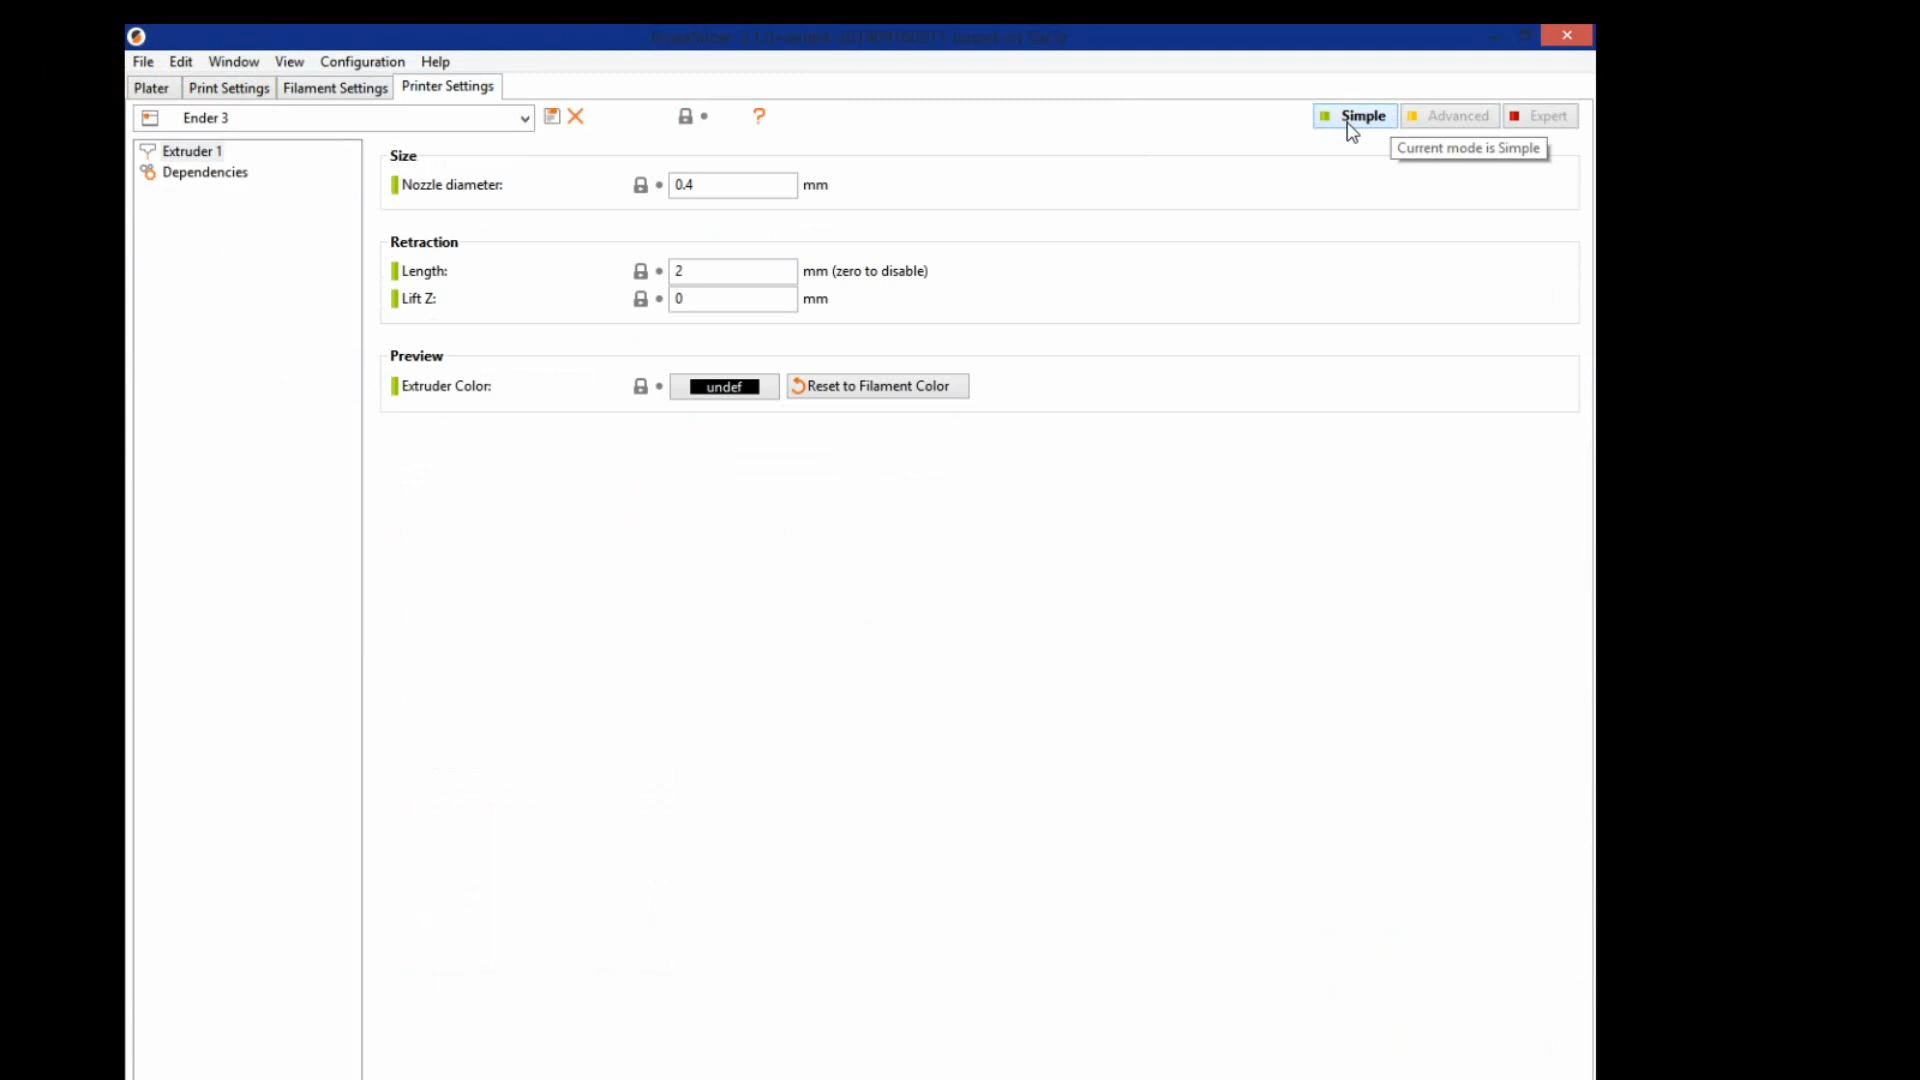 File Edit Window View Configuration Help
Plater Print Settings Filament Settings Printer Settings
Ender 3 ? Simple Advanced Expert
Current mode is Simple
Extruder 1
Dependencies
Size
Nozzle diameter: 0.4 mm
Retraction
Length: 2 mm (zero to disable)
Lift Z: 0 mm
Preview
Extruder Color: undef Reset to Filament Color